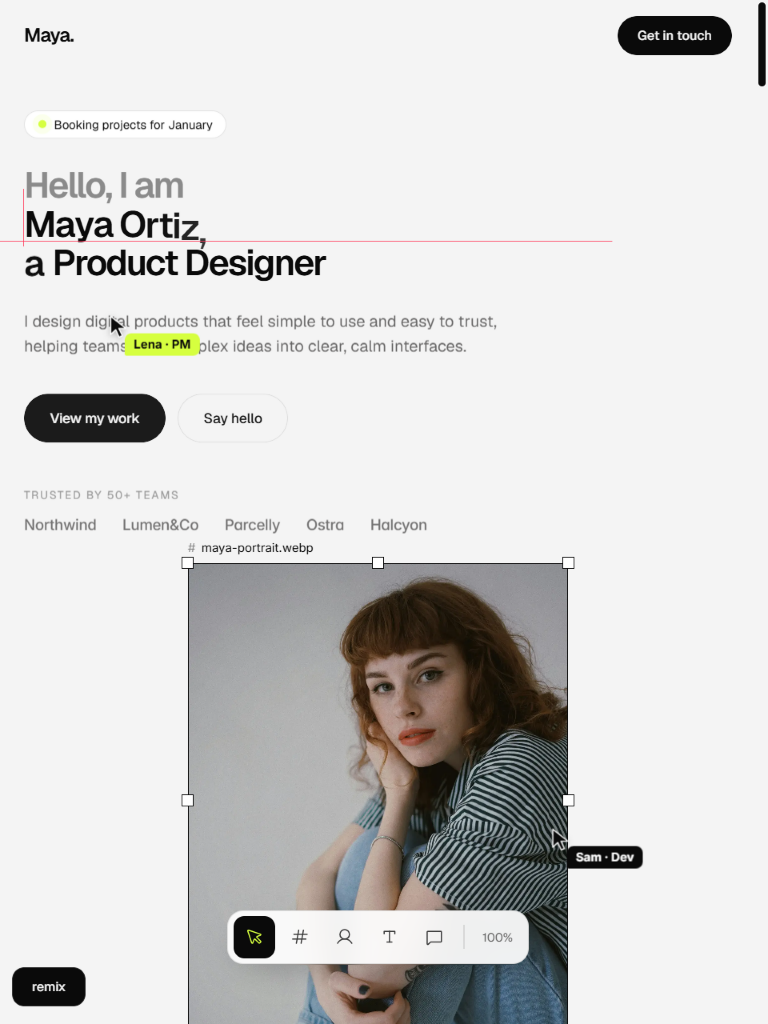 Maya.
Get in touch
Booking projects for January
Hello, I am
Maya Ortiz,
a Product Designer
I design digital products that feel simple to use and easy to trust,
helping teams plex ideas into clear, calm interfaces.
Lena · PM
View my work
Say hello
TRUSTED BY 50+ TEAMS
Northwind
Lumen&Co
Parcelly
Ostra
Halcyon
# maya-portrait.webp
Sam · Dev
100%
remix